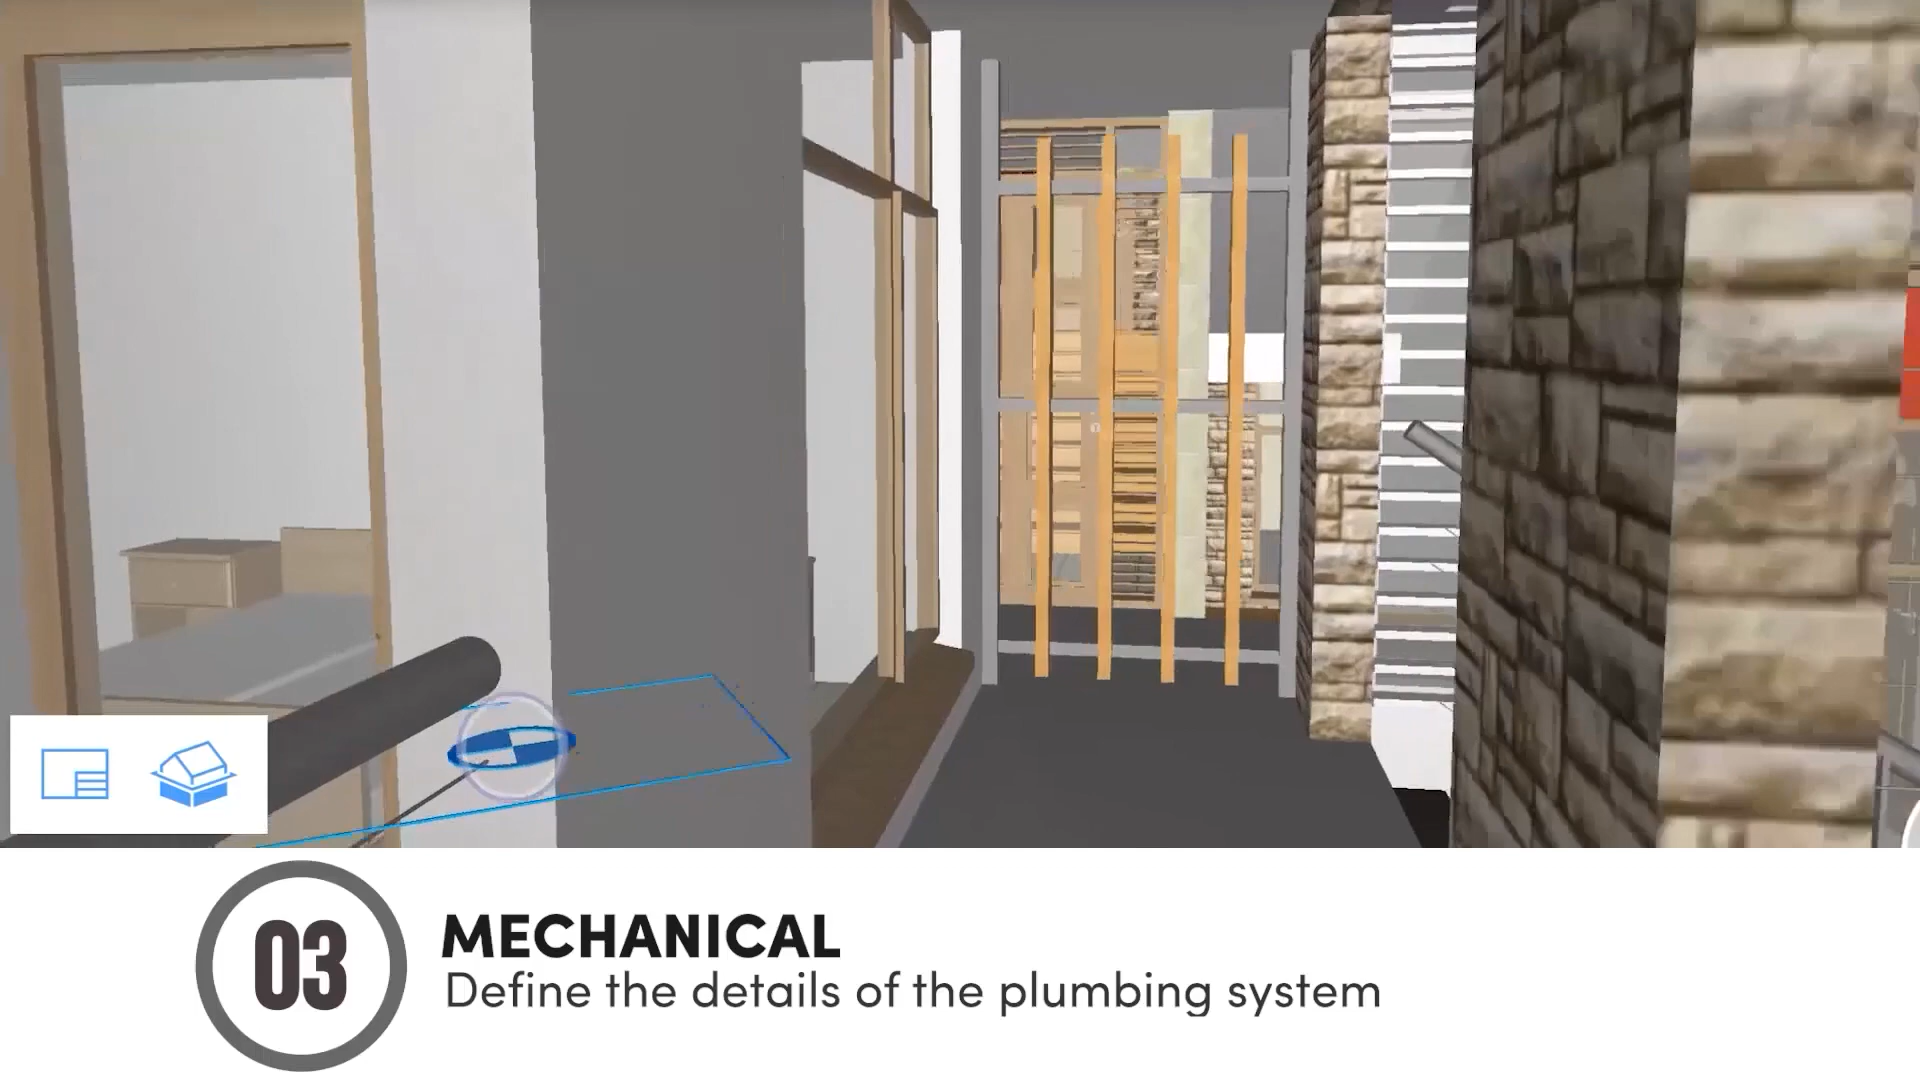 03
MECHANICAL
Define the details of the plumbing system